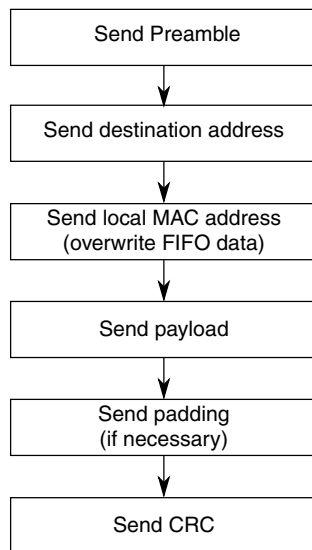 Send Preamble
Send destination address
Send local MAC address
(overwrite FIFO data)
Send payload
Send padding
(if necessary)
Send CRC